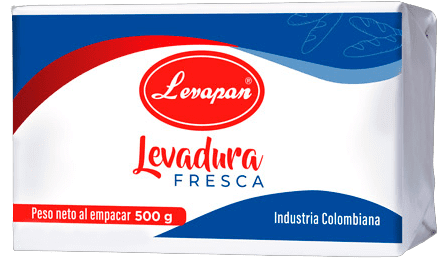 Levapan®
Levadura
FRESCA
Peso neto al empacar 500 g
Industria Colombiana